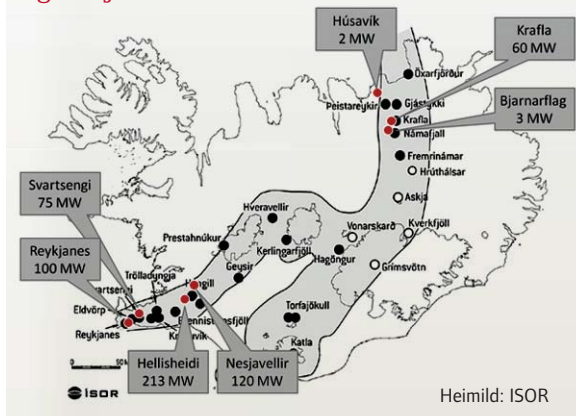 Húsavík
2 MW
Krafla
60 MW
Öxarfjörður
Gjástykki
Þeistareykir
Bjarnarflag
3 MW
Krafla
Námafjall
Fremrinámar
Hrúthálsar
Askja
Svartsengi
75 MW
Hveravellir
Vonarskarð
Kverkfjöll
Prestahnúkur
Kerlingarfjöll
Hágöngur
Reykjanes
100 MW
Trölladyngja
Geysir
Grímsvötn
Eldvörp
Torfajökull
Reykjanes
Katla
Hellisheidi
213 MW
Nesjavellir
120 MW
ÍSOR
Heimild: ISOR